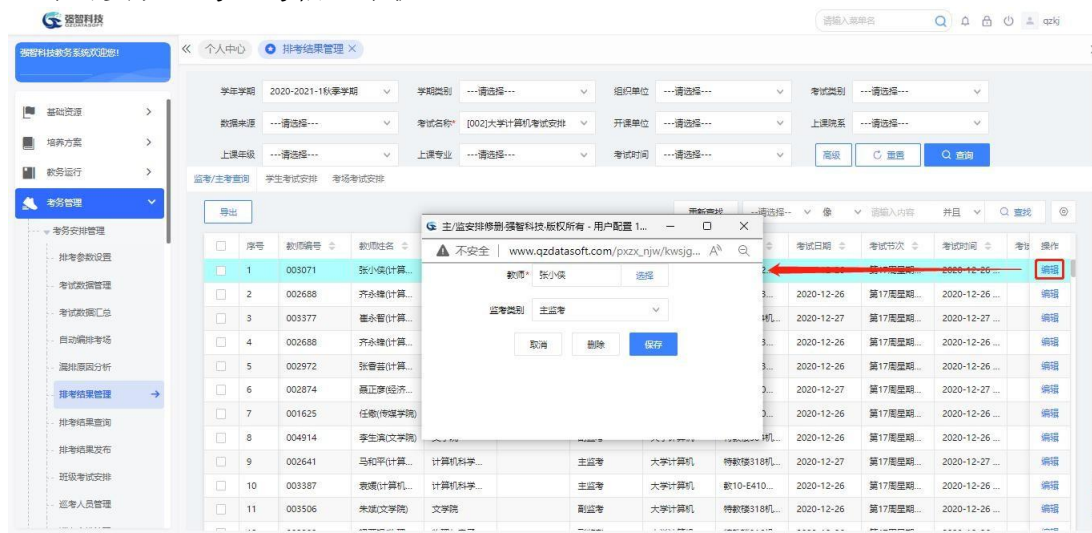 强智科技
请输入菜单名
qzkj
强智科技教务系统欢迎您!
个人中心 排考结果管理 ×
学年学期 2020-2021-1秋季学期 学期类别 ---请选择--- 组织单位 ---请选择--- 考试类别 ---请选择---
数据来源 ---请选择--- 考试名称* [002]大学计算机考试安排 开课单位 ---请选择--- 上课院系 ---请选择---
上课年级 ---请选择--- 上课专业 ---请选择--- 考试时间 ---请选择--- 高级 重置 查询
监考/主考查询 学生考试安排 考场考试安排
导出 ---请选择-- 像 请输入内容 并且 查找
基础资源
培养方案
教务运行
考务管理
考务安排管理
排考参数设置
考试数据管理
考试数据汇总
自动编排考场
漏排原因分析
排考结果管理
排考结果查询
排考结果发布
班级考试安排
巡考人员管理
序号 教师编号 教师姓名 考试日期 考试节次 考试时间 操作
1 003071 张小侠(计算... 编辑
2 002688 齐永锋(计算... 2020-12-26 第17周星期... 2020-12-26 ... 编辑
3 003377 崔永智(计算... 2020-12-27 第17周星期... 2020-12-27 ... 编辑
4 002688 齐永锋(计算... 2020-12-26 第17周星期... 2020-12-26 ... 编辑
5 002972 张香芸(计算... 2020-12-26 第17周星期... 2020-12-26 ... 编辑
6 002874 聂正彦(经济... 2020-12-27 第17周星期... 2020-12-27 ... 编辑
7 001625 任敏(传媒学院) 2020-12-26 第17周星期... 2020-12-26 ... 编辑
8 004914 李生滨(文学院) 2020-12-26 第17周星期... 2020-12-26 ... 编辑
9 002641 马和平(计算... 计算机科学... 主监考 大学计算机 特教楼318机... 2020-12-27 第17周星期... 2020-12-27 ... 编辑
10 003387 袁媛(计算机... 计算机科学... 主监考 大学计算机 教10-E410... 2020-12-26 第17周星期... 2020-12-26 ... 编辑
11 003506 朱斌(文学院) 文学院 副监考 大学计算机 特教楼318机... 2020-12-26 第17周星期... 2020-12-26 ... 编辑
主/监安排修删-强智科技-版权所有 - 用户配置 1...
不安全 | www.qzdatasoft.com/pxzx_njw/kwsjg...
教师* 张小侠 选择
监考类别 主监考
取消 删除 保存